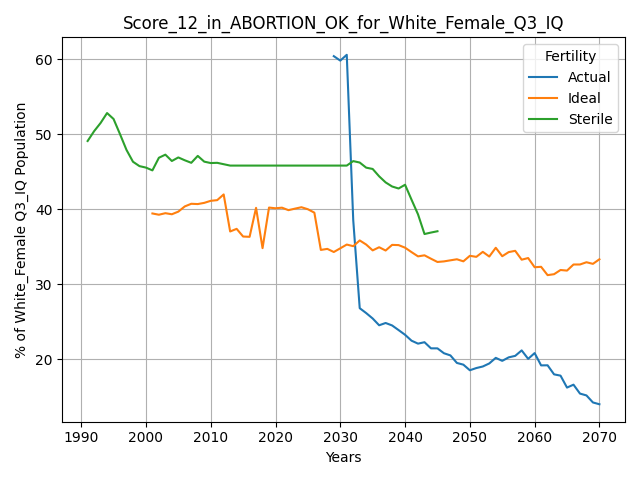 Score_12_in_ABORTION_OK_for_White_Female_Q3_IQ
Fertility
Actual
Ideal
Sterile
% of White_Female Q3_IQ Population
60
50
40
30
20
1990 2000 2010 2020 2030 2040 2050 2060 2070
Years